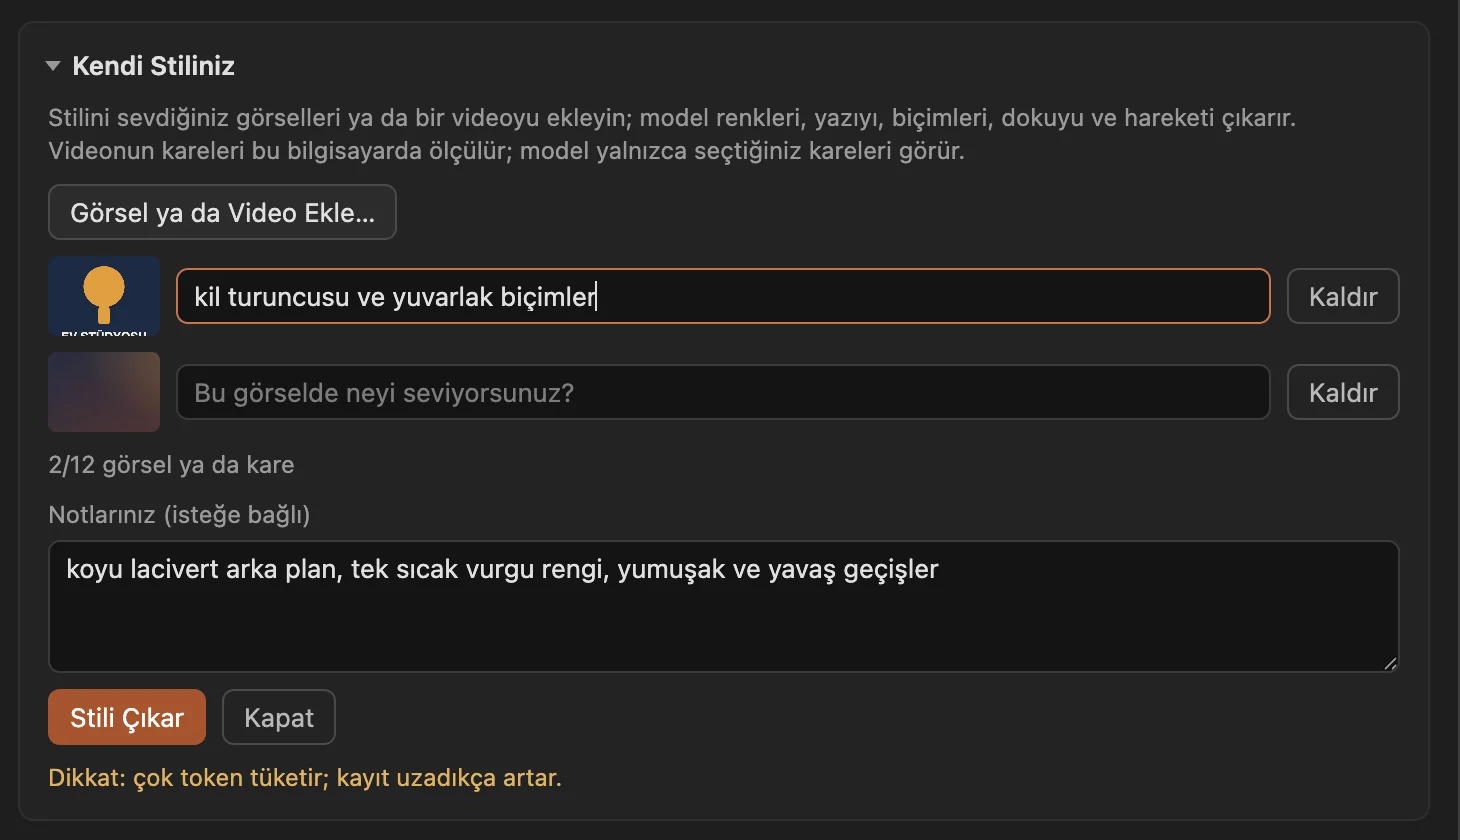 Kendi Stiliniz
Stilini sevdiğiniz görselleri ya da bir videoyu ekleyin; model renkleri, yazıyı, biçimleri, dokuyu ve hareketi çıkarır.
Videonun kareleri bu bilgisayarda ölçülür; model yalnızca seçtiğiniz kareleri görür.
Görsel ya da Video Ekle...
EV STÜDYOSU
kil turuncusu ve yuvarlak biçimler
Kaldır
Bu görselde neyi seviyorsunuz?
Kaldır
2/12 görsel ya da kare
Notlarınız (isteğe bağlı)
koyu lacivert arka plan, tek sıcak vurgu rengi, yumuşak ve yavaş geçişler
Stili Çıkar
Kapat
Dikkat: çok token tüketir; kayıt uzadıkça artar.